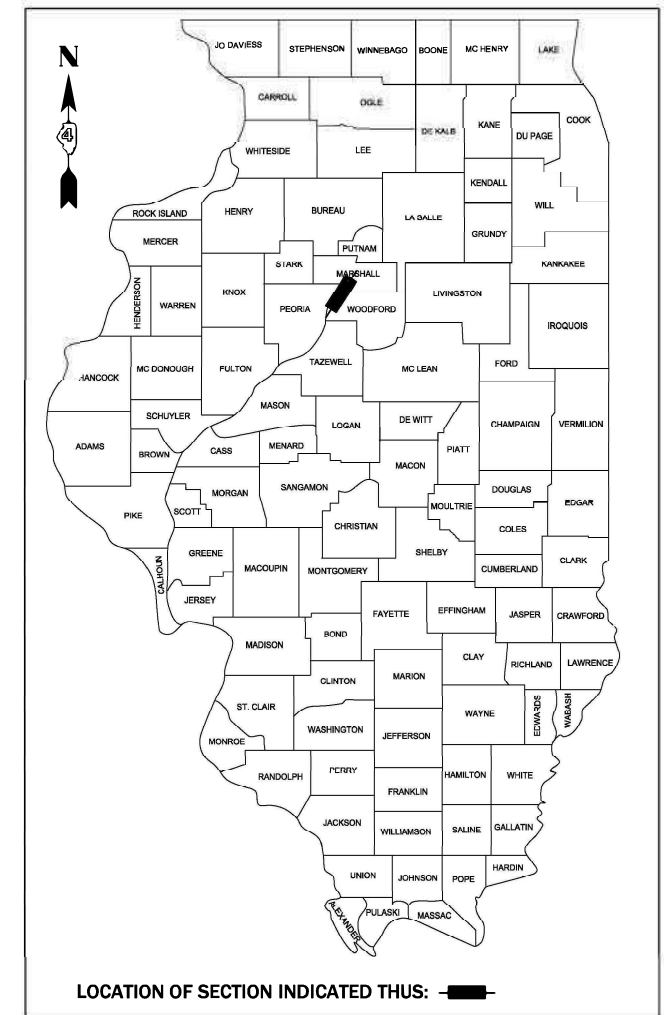 JO DAVIESS
STEPHENSON
WINNEBAGO
BOONE
MC HENRY
LAKE
N
CARROLL
OGLE
DE KALB
KANE
COOK
DU PAGE
4
WHITESIDE
LEE
KENDALL
WILL
ROCK ISLAND
HENRY
BUREAU
LA SALLE
GRUNDY
MERCER
PUTNAM
STARK
MARSHALL
KANKAKEE
HENDERSON
WARREN
KNOX
PEORIA
WOODFORD
LIVINGSTON
IROQUOIS
HANCOCK
MC DONOUGH
FULTON
TAZEWELL
MC LEAN
FORD
SCHUYLER
MASON
LOGAN
DE WITT
CHAMPAIGN
VERMILION
ADAMS
BROWN
CASS
MENARD
PIATT
MACON
MORGAN
SANGAMON
DOUGLAS
EDGAR
PIKE
SCOTT
CHRISTIAN
MOULTRIE
COLES
GREENE
MACOUPIN
MONTGOMERY
SHELBY
CUMBERLAND
CLARK
CALHOUN
JERSEY
FAYETTE
EFFINGHAM
JASPER
CRAWFORD
MADISON
BOND
CLAY
RICHLAND
LAWRENCE
CLINTON
MARION
ST. CLAIR
WAYNE
EDWARDS
WABASH
MONROE
WASHINGTON
JEFFERSON
RANDOLPH
PERRY
HAMILTON
WHITE
FRANKLIN
JACKSON
WILLIAMSON
SALINE
GALLATIN
UNION
JOHNSON
POPE
HARDIN
ALEXANDER
PULASKI
MASSAC
LOCATION OF SECTION INDICATED THUS: